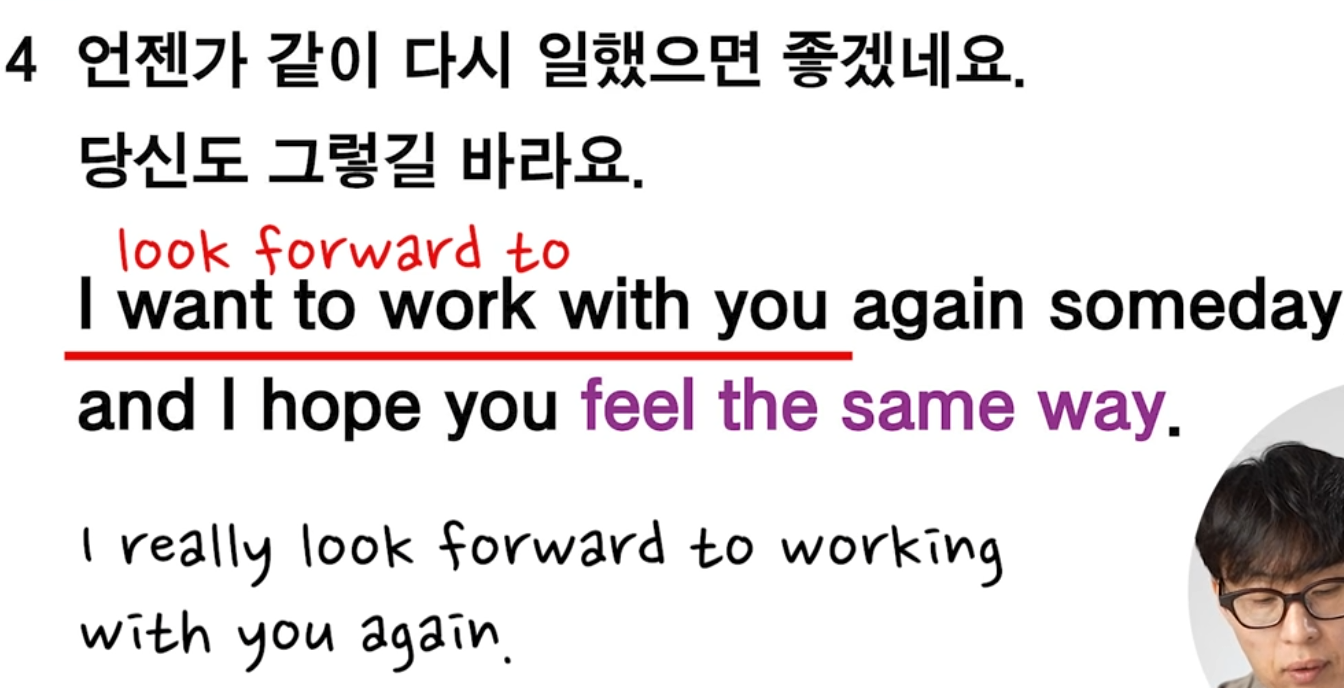 4 언젠가 같이 다시 일했으면 좋겠네요.
당신도 그렇길 바라요.
look forward to
I want to work with you again someday
and I hope you feel the same way.
I really look forward to working
with you again.